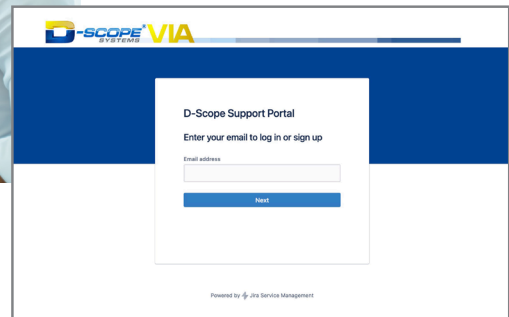 D-SCOPE VIA
SYSTEMS
D-Scope Support Portal
Enter your email to log in or sign up
Email address
Next
Powered by Jira Service Management